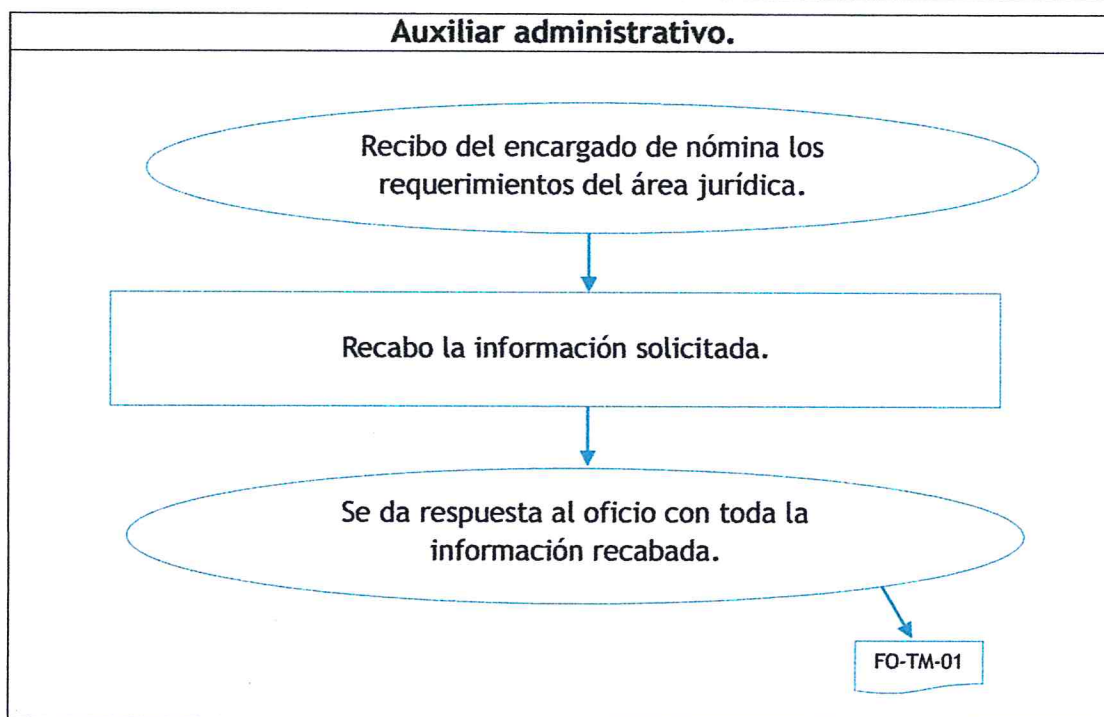 Auxiliar administrativo.
Recibo del encargado de nómina los
requerimientos del área jurídica.
Recabo la información solicitada.
Se da respuesta al oficio con toda la
información recabada.
FO-TM-01